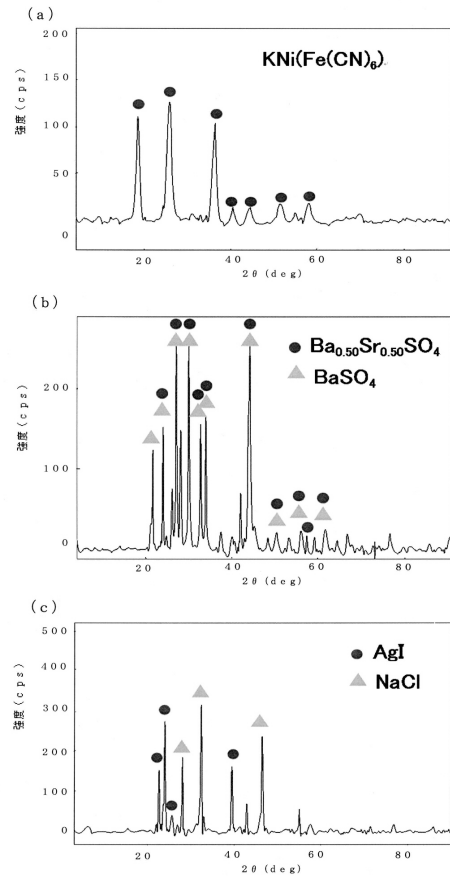 (a)
KNi(Fe(CN)₆)
200
150
100
50
0
強度(cps)
20 40 60 80
2θ(deg)
(b)
Ba₀.₅₀Sr₀.₅₀SO₄
BaSO₄
200
100
0
強度(cps)
20 40 60 80
2θ(deg)
(c)
AgI
NaCl
500
400
300
200
100
0
強度(cps)
20 40 60 80
2θ(deg)